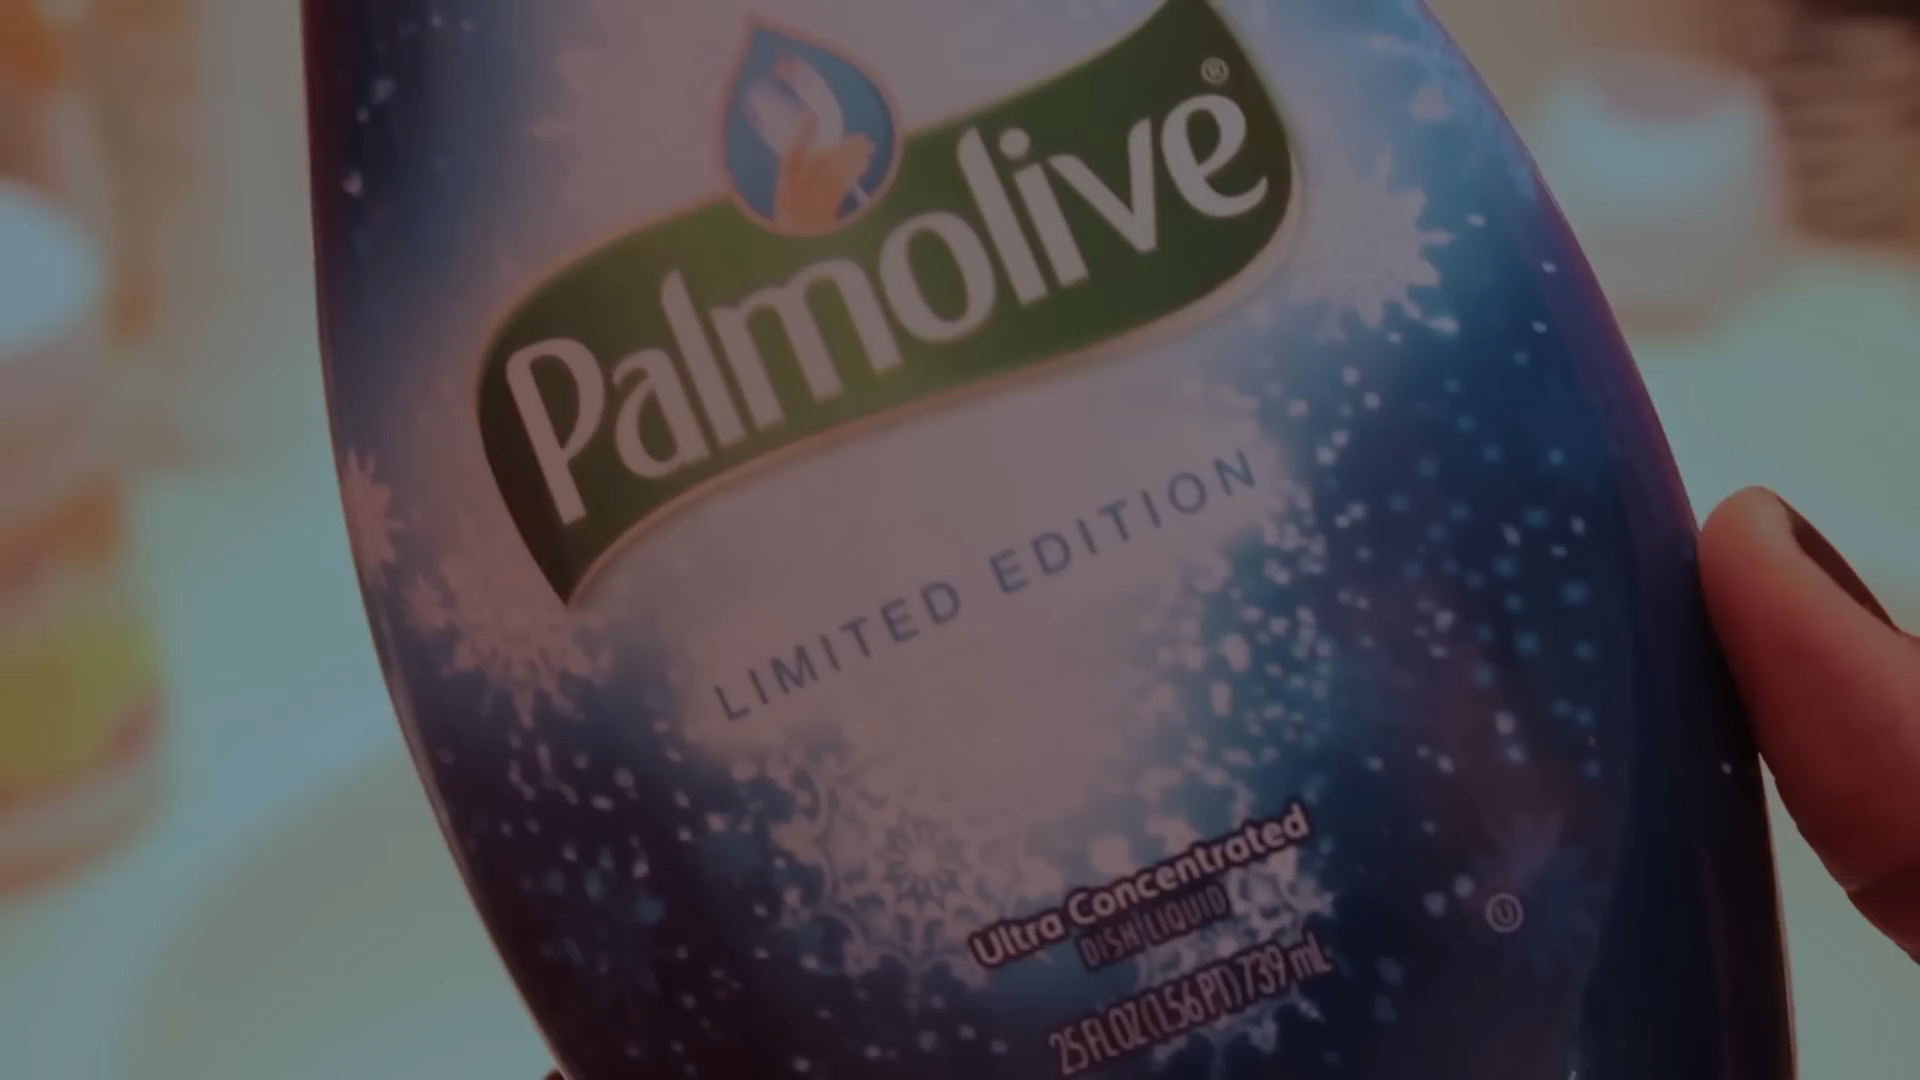 Palmolive®
LIMITED EDITION
Ultra Concentrated
DISH LIQUID
25 FL OZ (1.56 PT) 739 mL
U